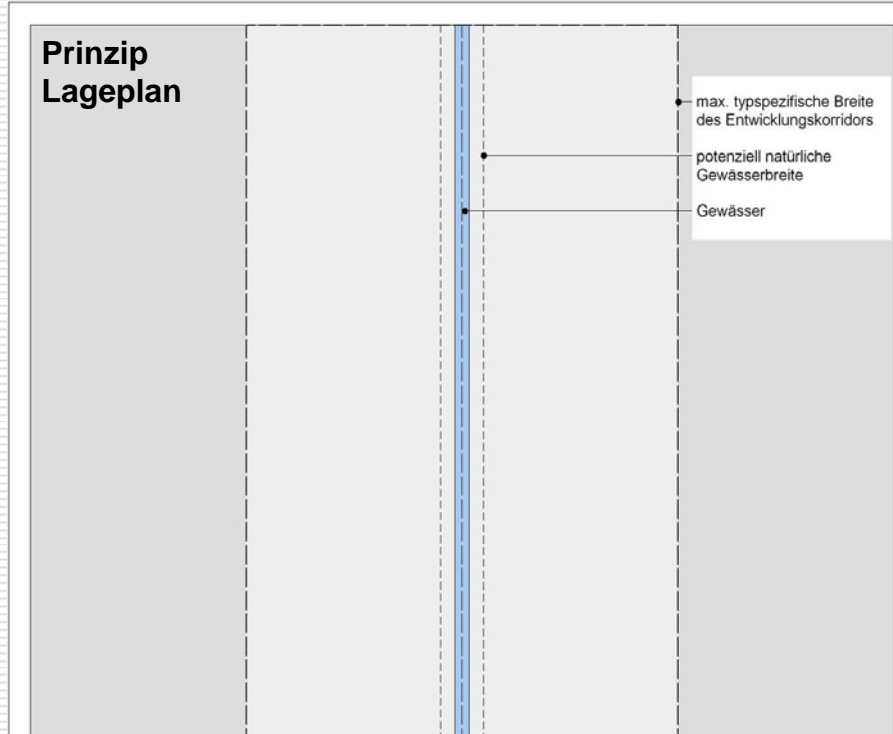 Prinzip
Lageplan
max. typspezifische Breite
des Entwicklungskorridors
potenziell natürliche
Gewässerbreite
Gewässer